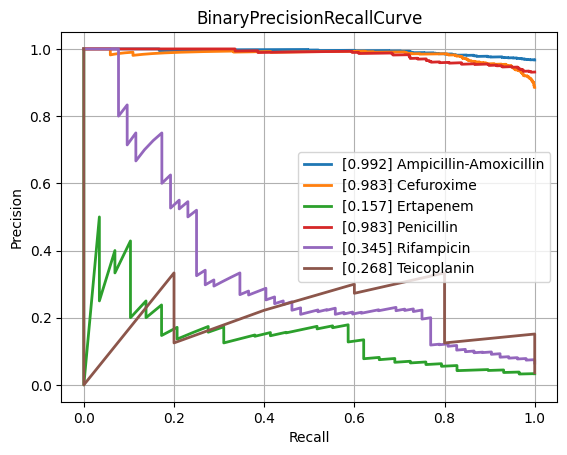 BinaryPrecisionRecallCurve
Precision
1.0
0.8
0.6
0.4
0.2
0.0
[0.992] Ampicillin-Amoxicillin
[0.983] Cefuroxime
[0.157] Ertapenem
[0.983] Penicillin
[0.345] Rifampicin
[0.268] Teicoplanin
0.0 0.2 0.4 0.6 0.8 1.0
Recall